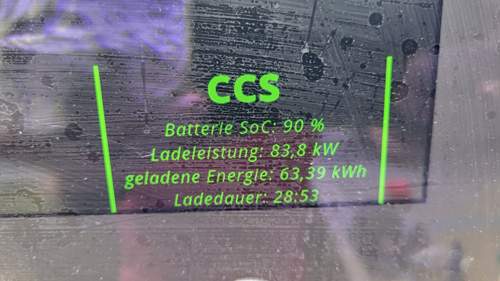 CCS
Batterie SoC: 90 %
Ladeleistung: 83,8 kW
geladene Energie: 63,39 kWh
Ladedauer: 28:53